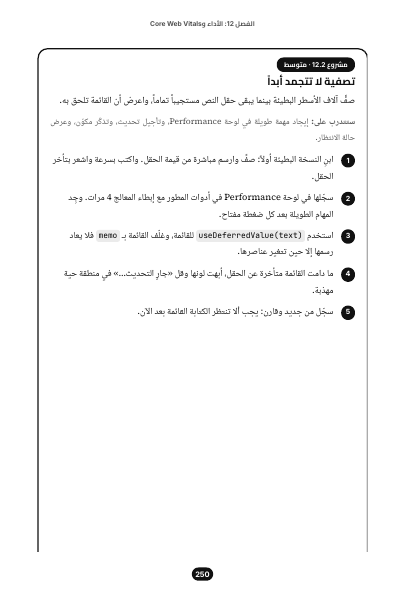 الفصل 12: الأداء وCore Web Vitals
مشروع 12.2 · متوسط
تصفية لا تتجمد أبداً
صفِّ آلاف الأسطر البطيئة بينما يبقى حقل النص مستجيباً تماماً، واعرض أن القائمة تلحق به.
ستتدرب على: إيجاد مهمة طويلة في لوحة Performance، وتأجيل تحديث، وتذكّر مكوّن، وعرض
حالة الانتظار.
1 ابنِ النسخة البطيئة أولاً: صفِّ وارسم مباشرة من قيمة الحقل. واكتب بسرعة واشعر بتأخر
الحقل.
2 سجّلها في لوحة Performance في أدوات المطور مع إبطاء المعالج 4 مرات. وجِد
المهام الطويلة بعد كل ضغطة مفتاح.
3 استخدم useDeferredValue(text) للقائمة، وغلّف القائمة بـ memo فلا يعاد
رسمها إلا حين تتغير عناصرها.
4 ما دامت القائمة متأخرة عن الحقل، أبهت لونها وقل «جارٍ التحديث…» في منطقة حية
مهذبة.
5 سجّل من جديد وقارن: يجب ألا تنتظر الكتابة القائمة بعد الآن.
250